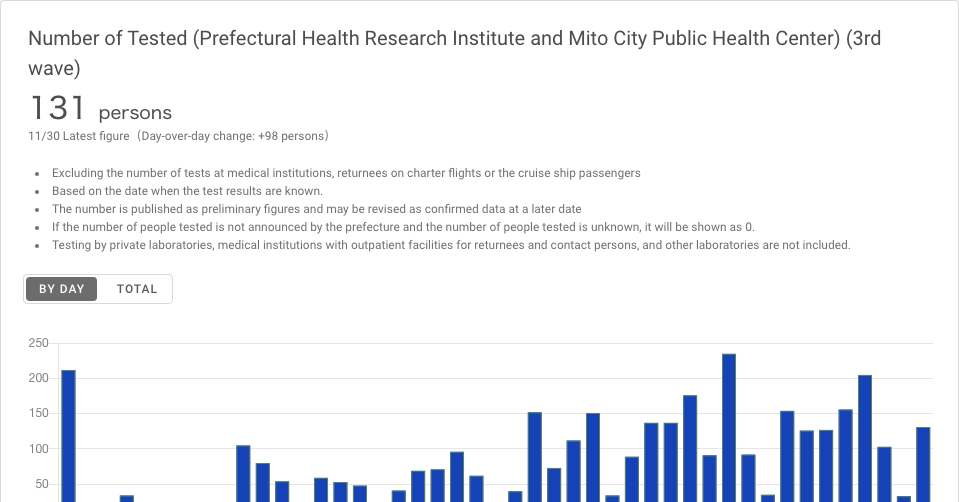 Number of Tested (Prefectural Health Research Institute and Mito City Public Health Center) (3rd
wave)
131 persons
11/30 Latest figure（Day-over-day change: +98 persons）
• Excluding the number of tests at medical institutions, returnees on charter flights or the cruise ship passengers
• Based on the date when the test results are known.
• The number is published as preliminary figures and may be revised as confirmed data at a later date
• If the number of people tested is not announced by the prefecture and the number of people tested is unknown, it will be shown as 0.
• Testing by private laboratories, medical institutions with outpatient facilities for returnees and contact persons, and other laboratories are not included.
BY DAY TOTAL
250
200
150
100
50